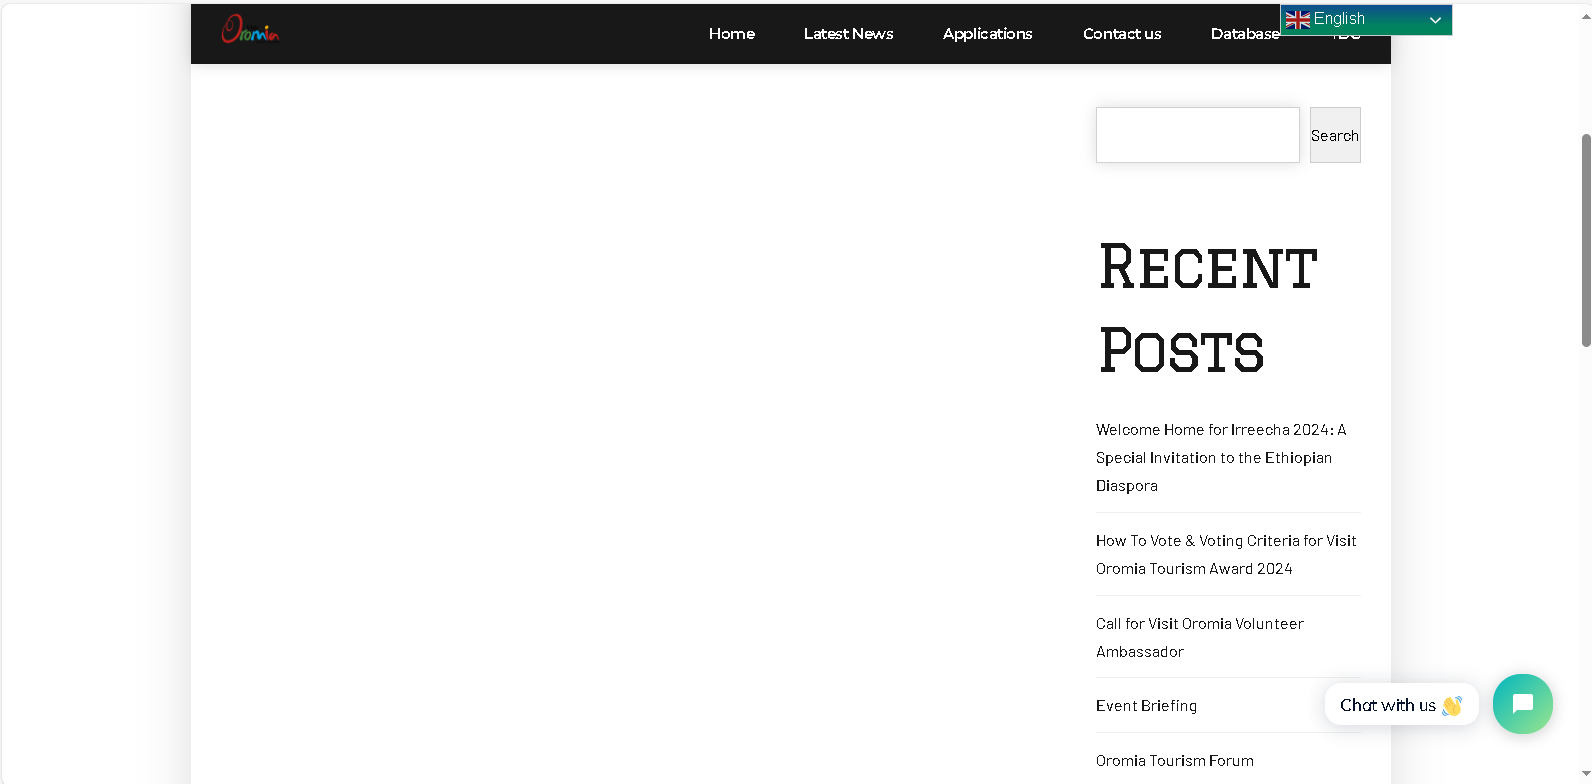 Oromia
Home
Latest News
Applications
Contact us
Database
English
Search
Recent
Posts
Welcome Home for Irreecha 2024: A
Special Invitation to the Ethiopian
Diaspora
How To Vote & Voting Criteria for Visit
Oromia Tourism Award 2024
Call for Visit Oromia Volunteer
Ambassador
Event Briefing
Chat with us 👋
Oromia Tourism Forum